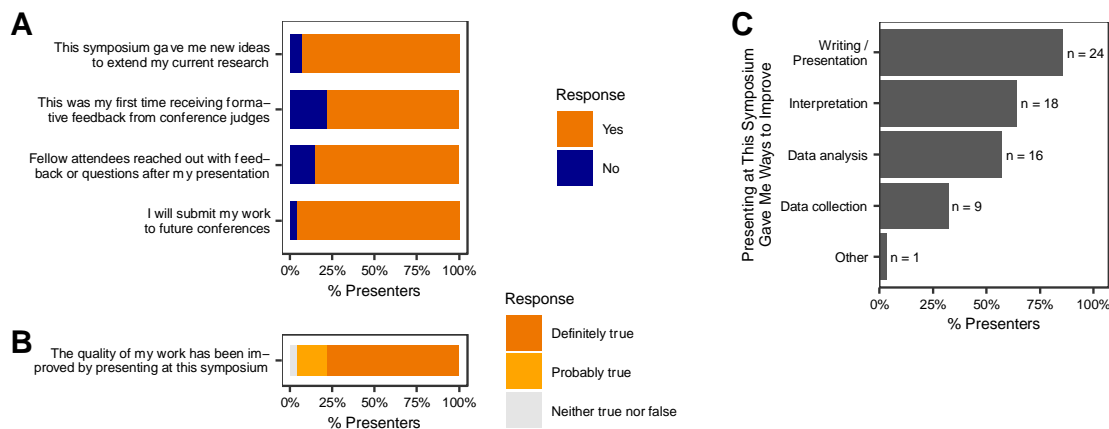 A
This symposium gave me new ideas
to extend my current research
This was my first time receiving forma–
tive feedback from conference judges
Fellow attendees reached out with feed–
back or questions after my presentation
I will submit my work
to future conferences
0% 25% 50% 75% 100%
% Presenters
Response
Yes
No
B
The quality of my work has been im–
proved by presenting at this symposium
0% 25% 50% 75% 100%
% Presenters
Response
Definitely true
Probably true
Neither true nor false
C
Presenting at This Symposium
Gave Me Ways to Improve
Writing /
Presentation
n = 24
Interpretation
n = 18
Data analysis
n = 16
Data collection
n = 9
Other
n = 1
0% 25% 50% 75% 100%
% Presenters